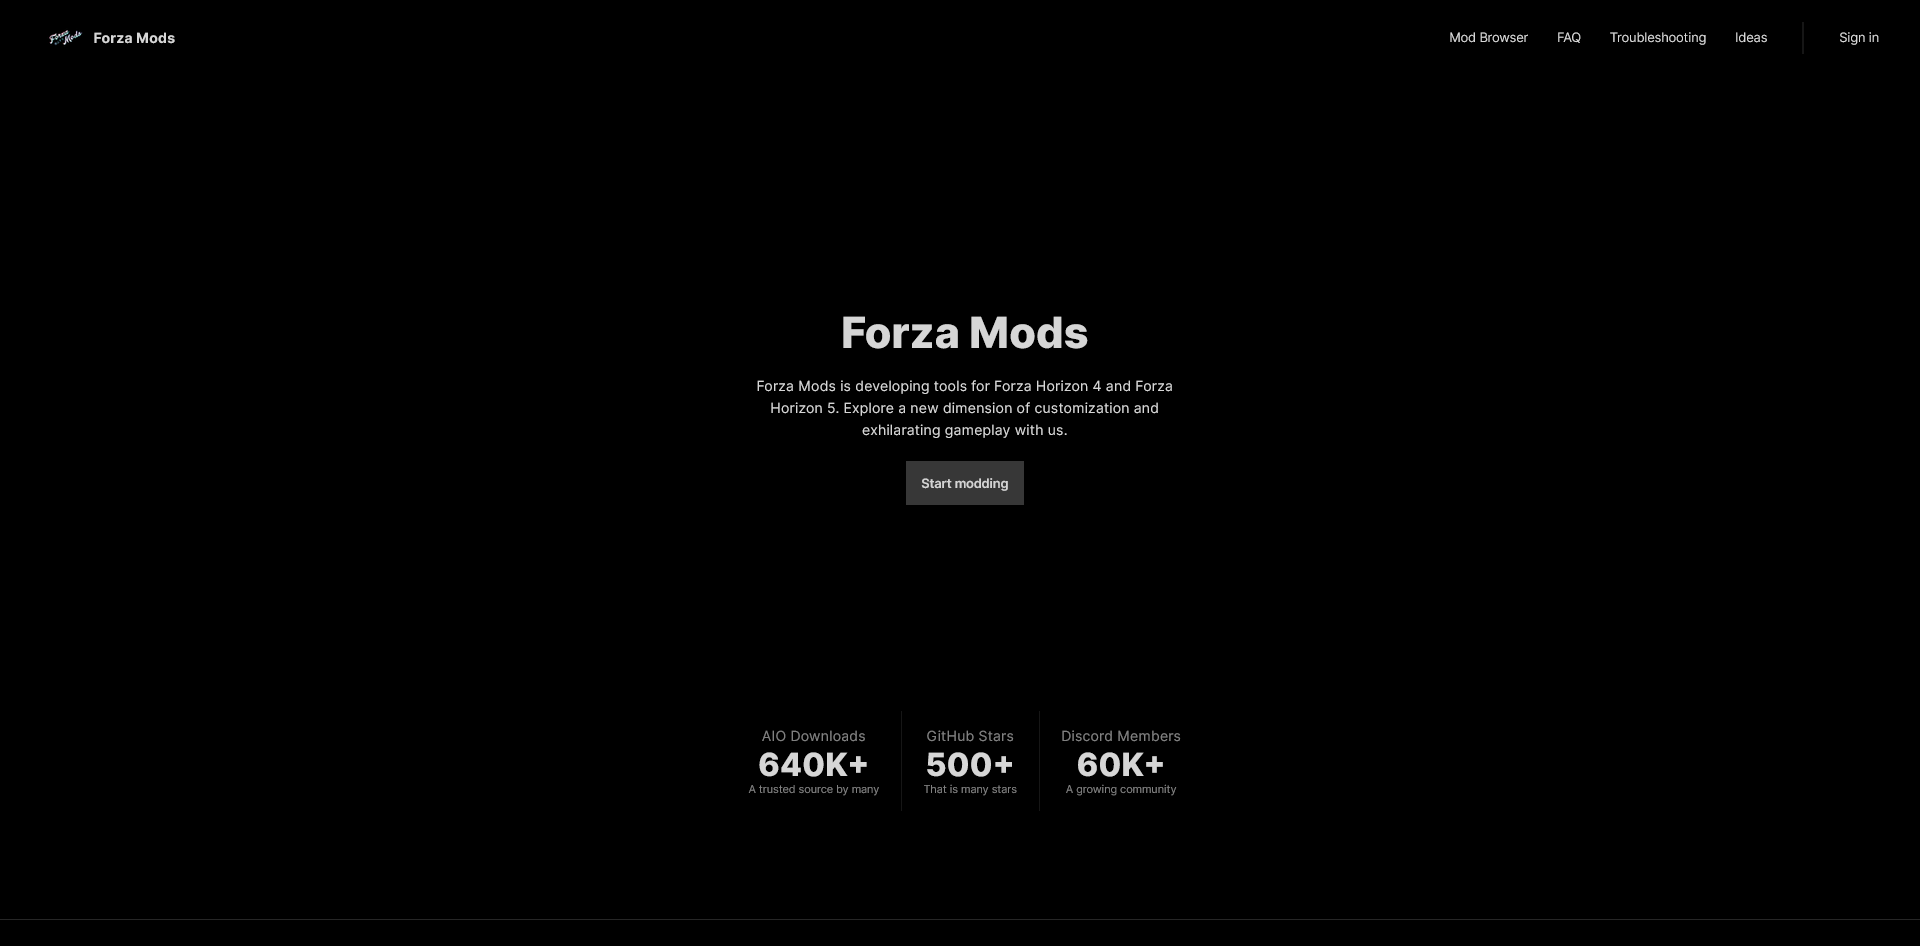 Forza Mods
Forza Mods
Mod Browser
FAQ
Troubleshooting
Ideas
Sign in
Forza Mods
Forza Mods is developing tools for Forza Horizon 4 and Forza
Horizon 5. Explore a new dimension of customization and
exhilarating gameplay with us.
Start modding
AIO Downloads
640K+
A trusted source by many
GitHub Stars
500+
That is many stars
Discord Members
60K+
A growing community